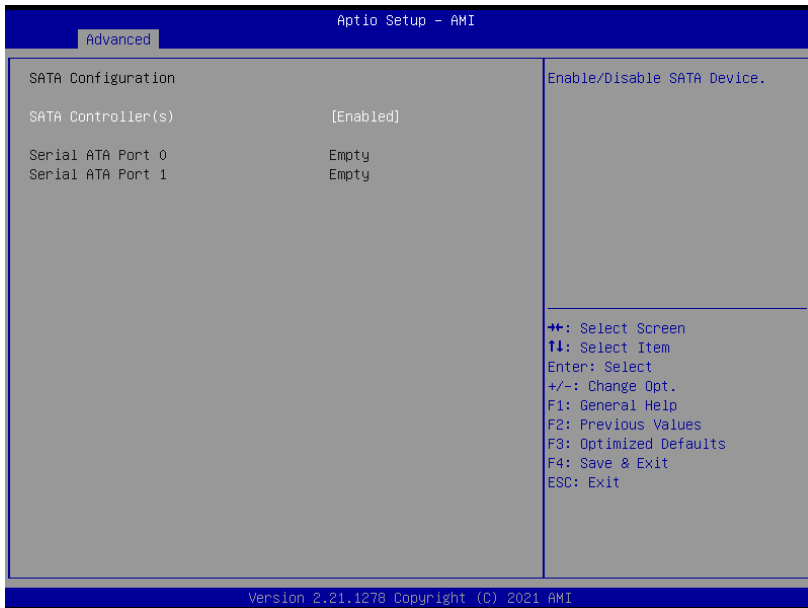 Aptio Setup – AMI
Advanced
SATA Configuration
SATA Controller(s) [Enabled]
Serial ATA Port 0 Empty
Serial ATA Port 1 Empty
Enable/Disable SATA Device.
→←: Select Screen
↑↓: Select Item
Enter: Select
+/-: Change Opt.
F1: General Help
F2: Previous Values
F3: Optimized Defaults
F4: Save & Exit
ESC: Exit
Version 2.21.1278 Copyright (C) 2021 AMI